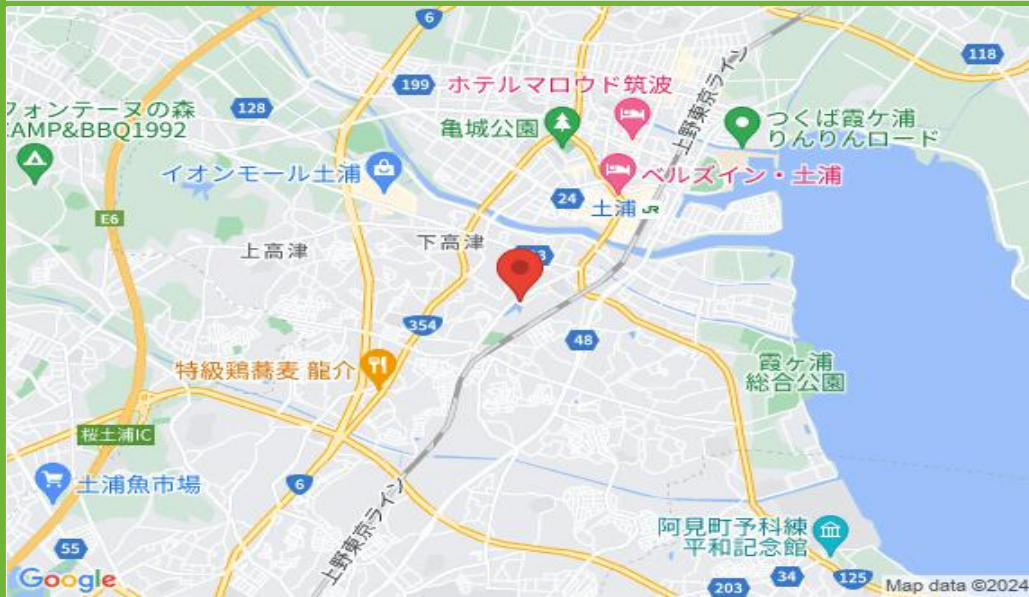 6
118
199
ホテルマロウド筑波
上野東京ライン
フォンテーヌの森
CAMP&BBQ1992
128
亀城公園
つくば霞ケ浦
りんりんロード
イオンモール土浦
ベルズイン・土浦
24
土浦 JR
E6
上高津
下高津
354
48
特級鶏蕎麦 龍介
霞ケ浦
総合公園
桜土浦IC
土浦魚市場
6
上野東京ライン
阿見町予科練
平和記念館
55
Google
203
34
125
Map data ©2024